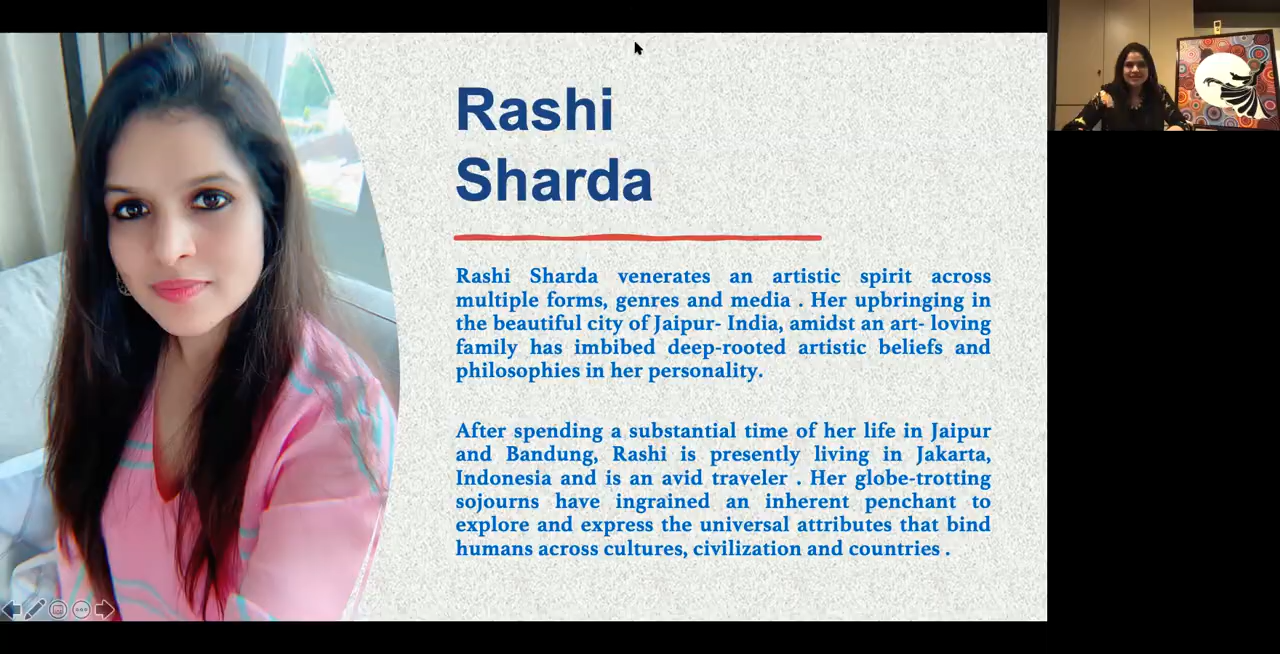 Rashi
Sharda
Rashi Sharda venerates an artistic spirit across
multiple forms, genres and media . Her upbringing in
the beautiful city of Jaipur- India, amidst an art- loving
family has imbibed deep-rooted artistic beliefs and
philosophies in her personality.
After spending a substantial time of her life in Jaipur
and Bandung, Rashi is presently living in Jakarta,
Indonesia and is an avid traveler . Her globe-trotting
sojourns have ingrained an inherent penchant to
explore and express the universal attributes that bind
humans across cultures, civilization and countries .